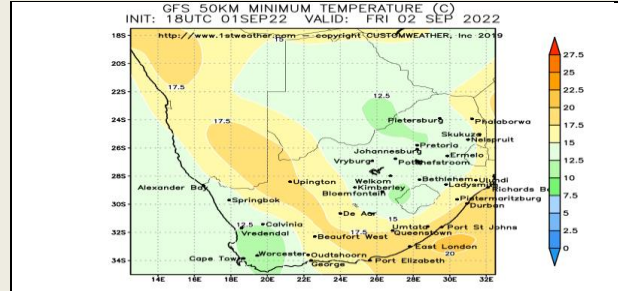 GFS 50KM MINIMUM TEMPERATURE (C)
INIT: 18UTC 01SEP22 VALID: FRI 02 SEP 2022
http://www.1stweather.com – copyright CUSTOMWEATHER, Inc 2019
18S
15
27.5
20S
25
17.5
22.5
22S
12.5
20
Pietersburg
Phalaborwa
24S
17.5
17.5
Skukuza
Nelspruit
Pretoria
15
26S
Johannesburg
Ermelo
Vryburg
Potchefstroom
12.5
28S
Welkom
Bethlehem
Ulundi
10
Alexander Bay
Upington
Kimberley
Ladysmith
Richards B
Springbok
Bloemfontein
Pietermaritzburg
7.5
30S
De Aar
Durban
5
12.5
Calvinia
15
Umtata
Port St Johns
32S
Vredendal
Beaufort West
17.5
Queenstown
2.5
East London
20
0
34S
Cape Town
Worcester
Oudtshoorn
George
Port Elizabeth
14E 16E 18E 20E 22E 24E 26E 28E 30E 32E